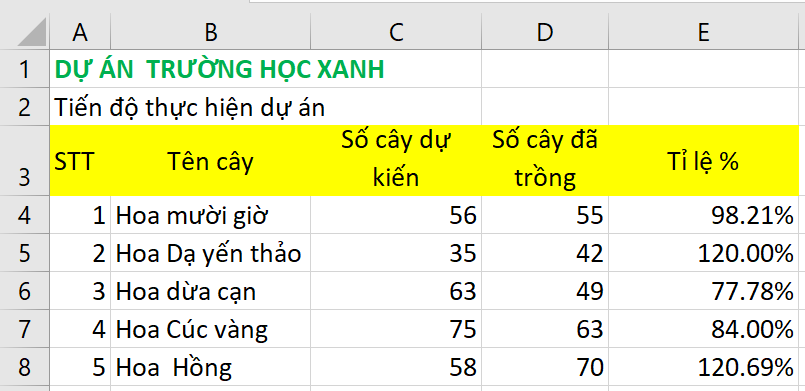 A B C D E
1 DỰ ÁN  TRƯỜNG HỌC XANH
2 Tiến độ thực hiện dự án
3 STT Tên cây Số cây dự kiến Số cây đã trồng Tỉ lệ %
4 1 Hoa mười giờ 56 55 98.21%
5 2 Hoa Dạ yến thảo 35 42 120.00%
6 3 Hoa dừa cạn 63 49 77.78%
7 4 Hoa Cúc vàng 75 63 84.00%
8 5 Hoa  Hồng 58 70 120.69%